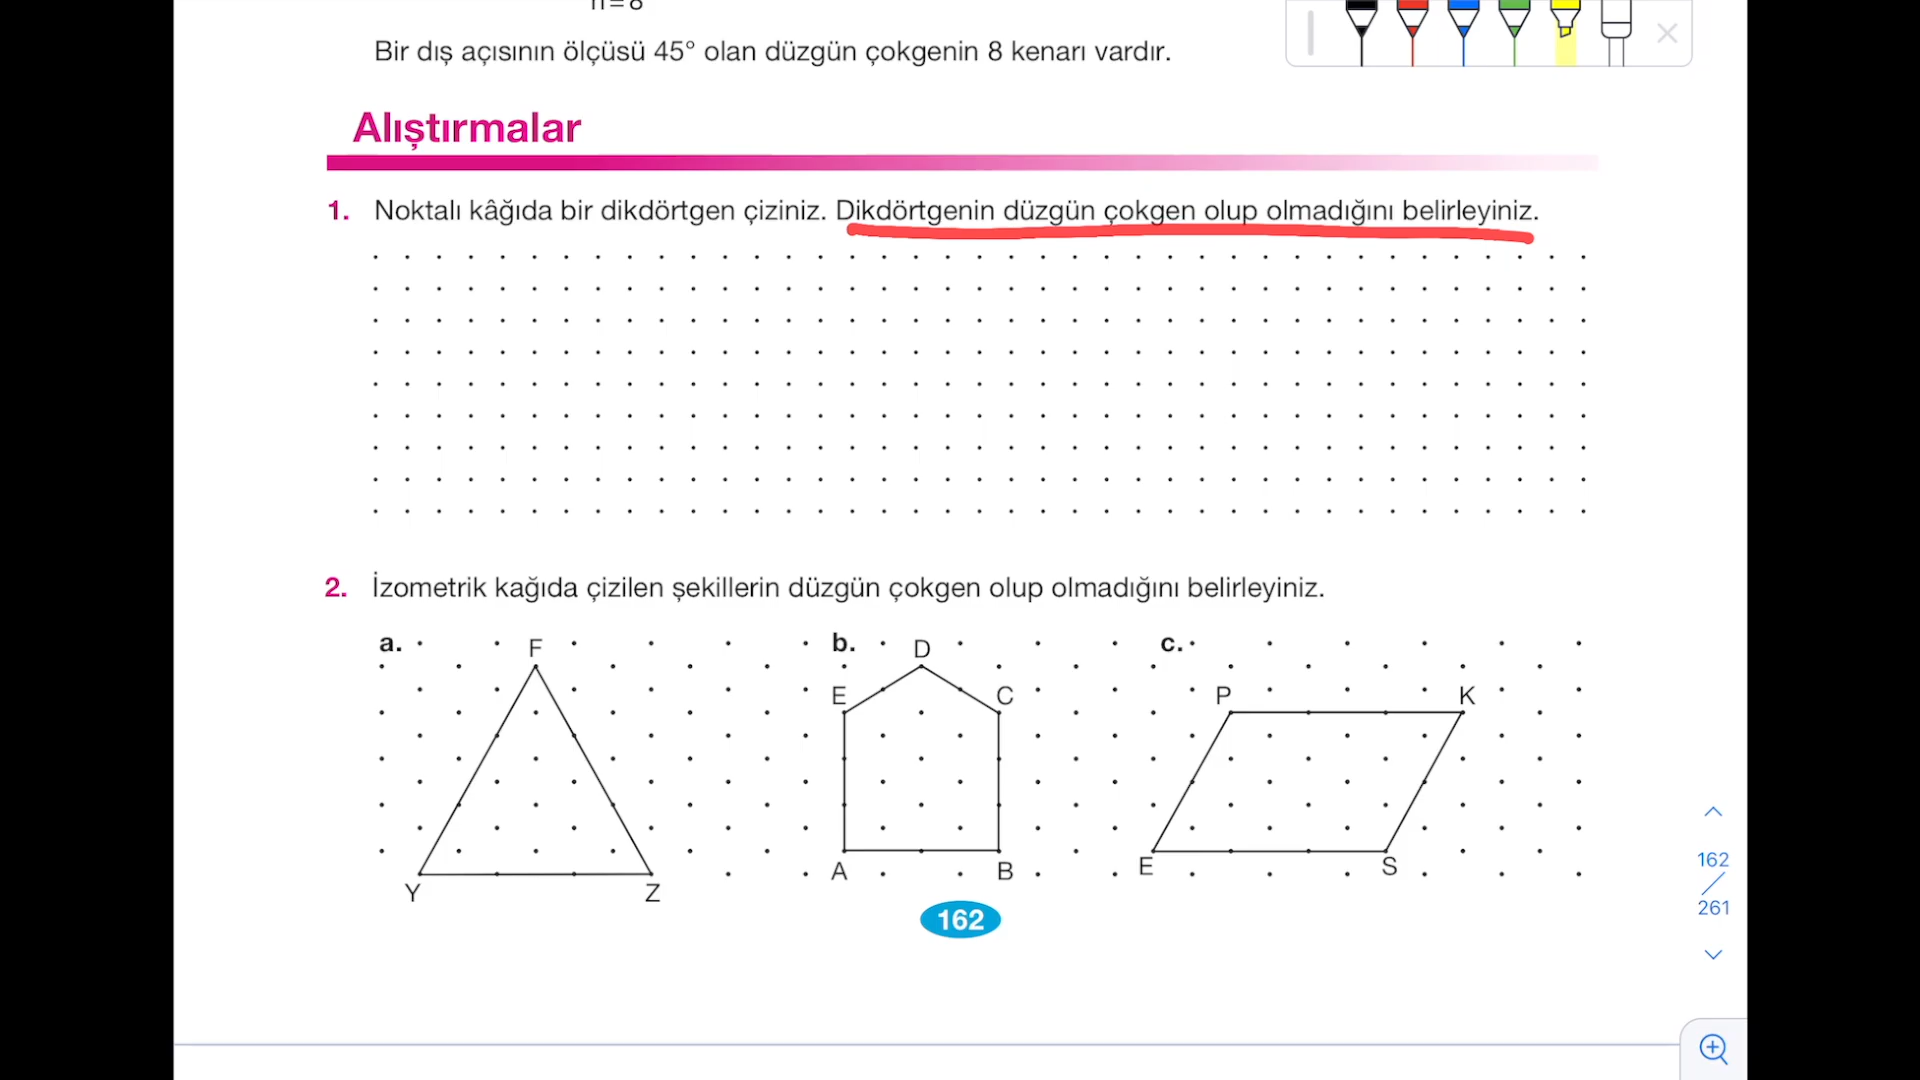 n = 8
Bir dış açısının ölçüsü 45° olan düzgün çokgenin 8 kenarı vardır.
Alıştırmalar
1. Noktalı kâğıda bir dikdörtgen çiziniz. Dikdörtgenin düzgün çokgen olup olmadığını belirleyiniz.
2. İzometrik kağıda çizilen şekillerin düzgün çokgen olup olmadığını belirleyiniz.
a.
F
Y
Z
b.
D
E
C
A
B
c.
P
K
E
S
162
162
261